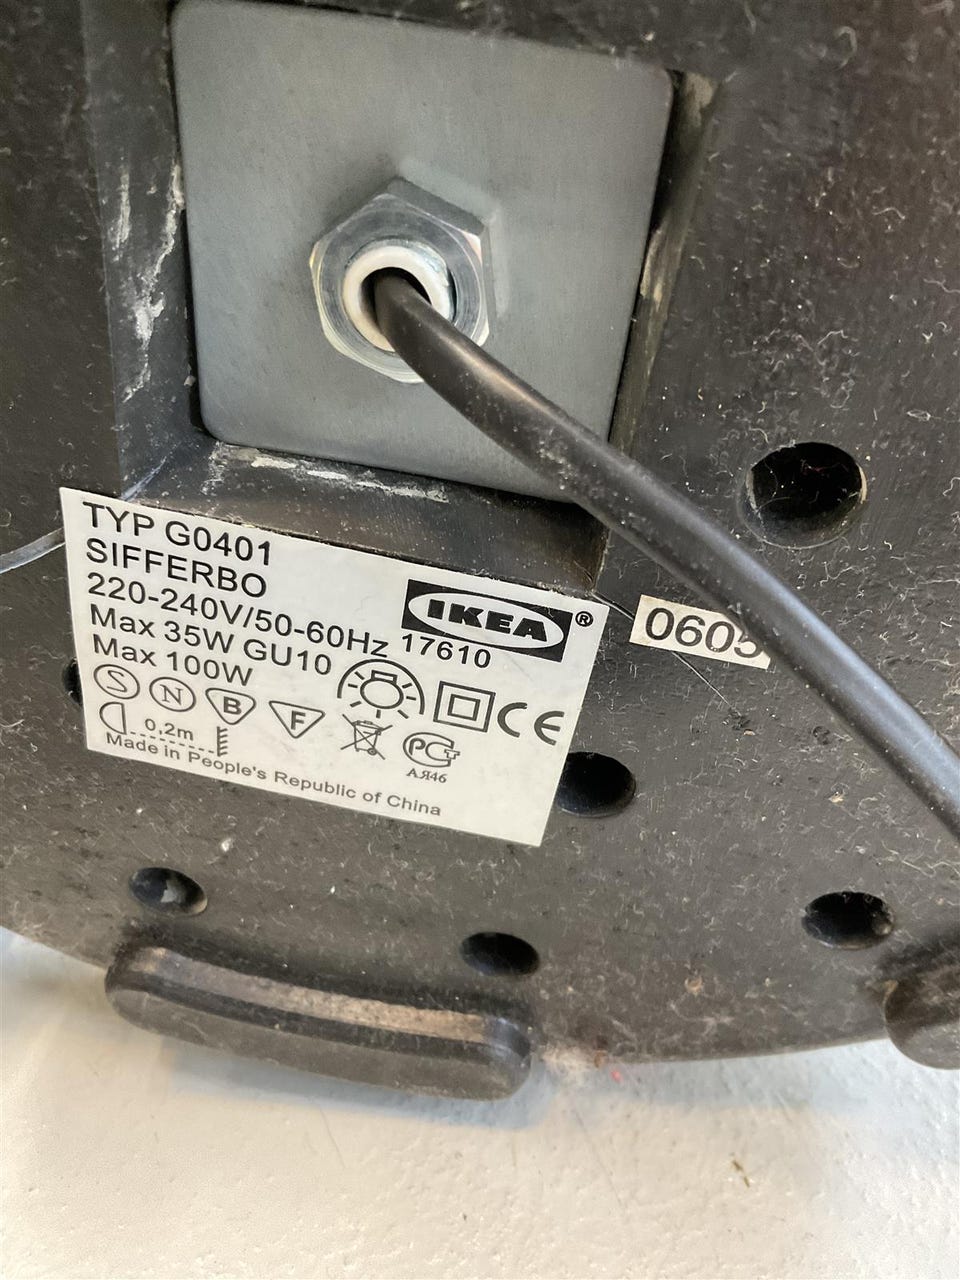 TYP G0401
SIFFERBO
220-240V/50-60Hz
IKEA®
Max 35W GU10 17610
Max 100W
S N B F
CE
0,2m
PCT
АЯ46
Made in People's Republic of China
0605